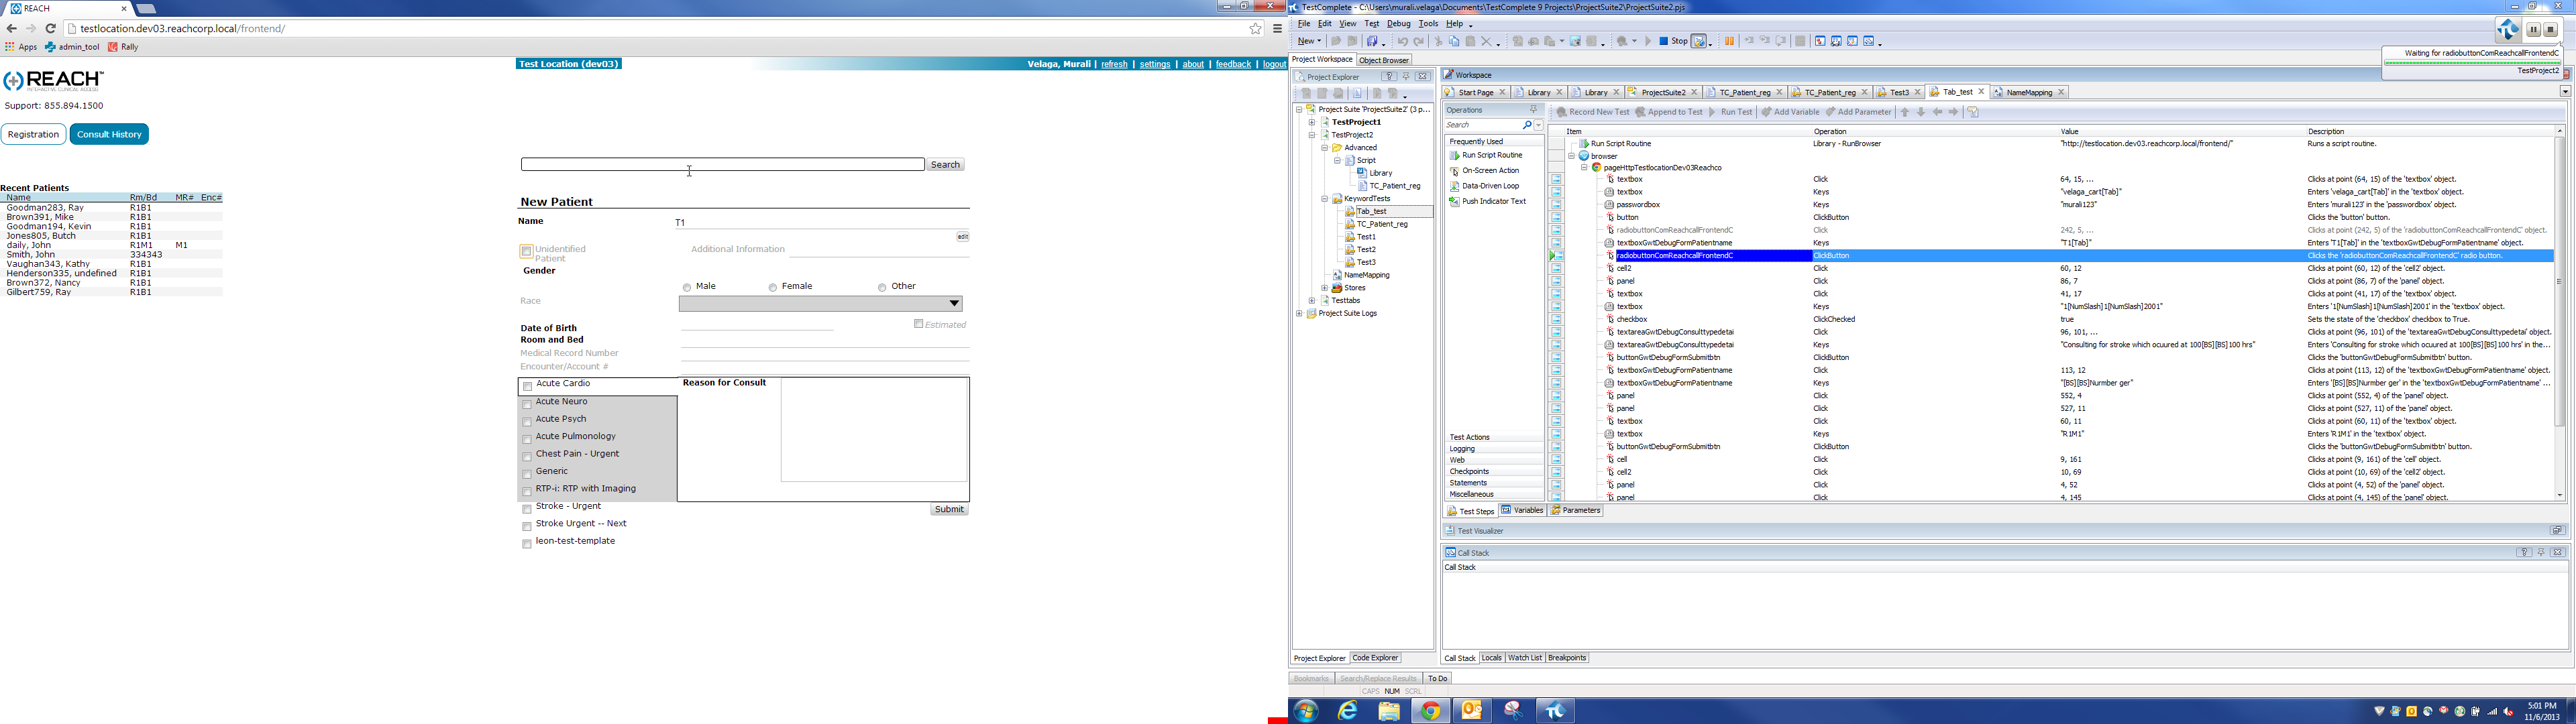 REACH
testlocation.dev03.reachcorp.local/frontend/
Apps admin_tool Rally
REACH™
INTERACTIVE CLINICAL ACCESS
Support: 855.894.1500
Registration Consult History
Test Location (dev03)
Velaga, Murali | refresh | settings | about | feedback | logout
Search
Recent Patients
Name Rm/Bd MR# Enc#
Goodman283, Ray R1B1
Brown391, Mike R1B1
Goodman194, Kevin R1B1
Jones805, Butch R1B1
daily, John R1M1 M1
Smith, John 334343
Vaughan343, Kathy R1B1
Henderson335, undefined R1B1
Brown372, Nancy R1B1
Gilbert759, Ray R1B1
New Patient
Name T1
edit
Unidentified Patient Additional Information
Gender
Male Female Other
Race
Date of Birth Estimated
Room and Bed
Medical Record Number
Encounter/Account #
Acute Cardio
Acute Neuro
Acute Psych
Acute Pulmonology
Chest Pain - Urgent
Generic
RTP-i: RTP with Imaging
Stroke - Urgent
Stroke Urgent -- Next
leon-test-template
Reason for Consult
Submit
TestComplete - C:\Users\murali.velaga\Documents\TestComplete 9 Projects\ProjectSuite2\ProjectSuite2.pjs
File Edit View Test Debug Tools Help
New Stop
Waiting for radiobuttonComReachcallFrontendC
TestProject2
Project Workspace Object Browser
Project Explorer
Project Suite 'ProjectSuite2' (3 p...
TestProject1
TestProject2
Advanced
Script
Library
TC_Patient_reg
KeywordTests
Tab_test
TC_Patient_reg
Test1
Test2
Test3
NameMapping
Stores
Testtabs
Project Suite Logs
Project Explorer Code Explorer
Workspace
Start Page Library Library ProjectSuite2 TC_Patient_reg TC_Patient_reg Test3 Tab_test NameMapping
Operations
Search
Frequently Used
Run Script Routine
On-Screen Action
Data-Driven Loop
Push Indicator Text
Test Actions
Logging
Web
Checkpoints
Statements
Miscellaneous
Record New Test Append to Test Run Test Add Variable Add Parameter
Item Operation Value Description
Run Script Routine Library - RunBrowser "http://testlocation.dev03.reachcorp.local/frontend/" Runs a script routine.
browser
pageHttpTestlocationDev03Reachco
textbox Click 64, 15, ... Clicks at point (64, 15) of the 'textbox' object.
textbox Keys "velaga_cart[Tab]" Enters 'velaga_cart[Tab]' in the 'textbox' object.
passwordbox Keys "murali123" Enters 'murali123' in the 'passwordbox' object.
button ClickButton Clicks the 'button' button.
radiobuttonComReachcallFrontendC Click 242, 5, ... Clicks at point (242, 5) of the 'radiobuttonComReachcallFrontendC' object.
textboxGwtDebugFormPatientname Keys "T1[Tab]" Enters 'T1[Tab]' in the 'textboxGwtDebugFormPatientname' object.
radiobuttonComReachcallFrontendC ClickButton Clicks the 'radiobuttonComReachcallFrontendC' radio button.
cell2 Click 60, 12 Clicks at point (60, 12) of the 'cell2' object.
panel Click 86, 7 Clicks at point (86, 7) of the 'panel' object.
textbox Click 41, 17 Clicks at point (41, 17) of the 'textbox' object.
textbox Keys "1[NumSlash]1[NumSlash]2001" Enters '1[NumSlash]1[NumSlash]2001' in the 'textbox' object.
checkbox ClickChecked true Sets the state of the 'checkbox' checkbox to True.
textareaGwtDebugConsulttypedetai Click 96, 101, ... Clicks at point (96, 101) of the 'textareaGwtDebugConsulttypedetai' object.
textareaGwtDebugConsulttypedetai Keys "Consulting for stroke which ocuured at 100[BS][BS]100 hrs" Enters 'Consulting for stroke which ocuured at 100[BS][BS]100 hrs' in the...
buttonGwtDebugFormSubmitbtn ClickButton Clicks the 'buttonGwtDebugFormSubmitbtn' button.
textboxGwtDebugFormPatientname Click 113, 12 Clicks at point (113, 12) of the 'textboxGwtDebugFormPatientname' object.
textboxGwtDebugFormPatientname Keys "[BS][BS]Nurmber ger" Enters '[BS][BS]Nurmber ger' in the 'textboxGwtDebugFormPatientname' ...
panel Click 552, 4 Clicks at point (552, 4) of the 'panel' object.
panel Click 527, 11 Clicks at point (527, 11) of the 'panel' object.
textbox Click 60, 11 Clicks at point (60, 11) of the 'textbox' object.
textbox Keys "R1M1" Enters 'R1M1' in the 'textbox' object.
buttonGwtDebugFormSubmitbtn ClickButton Clicks the 'buttonGwtDebugFormSubmitbtn' button.
cell Click 9, 161 Clicks at point (9, 161) of the 'cell' object.
cell2 Click 10, 69 Clicks at point (10, 69) of the 'cell2' object.
panel Click 4, 52 Clicks at point (4, 52) of the 'panel' object.
panel Click 4, 145 Clicks at point (4, 145) of the 'panel' object.
Test Steps Variables Parameters
Test Visualizer
Call Stack
Call Stack
Call Stack Locals Watch List Breakpoints
Bookmarks Search/Replace Results To Do
CAPS NUM SCRL
5:01 PM
11/6/2013